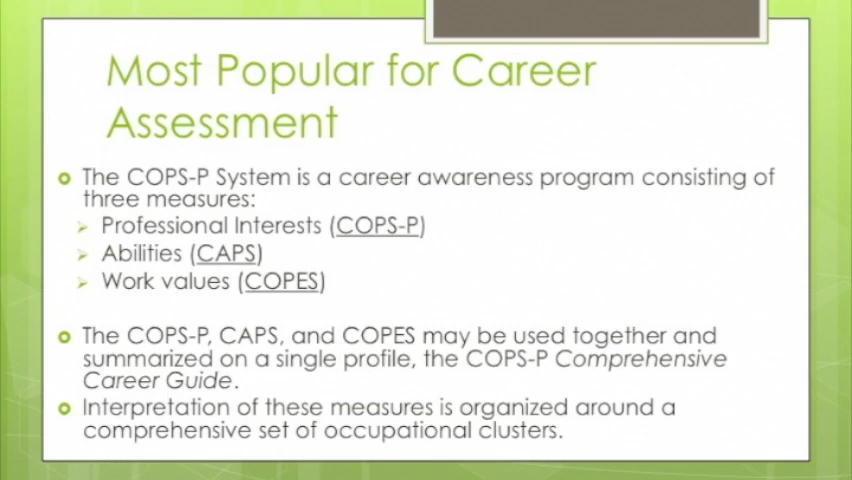 Most Popular for Career
Assessment
The COPS-P System is a career awareness program consisting of
three measures:
Professional Interests (COPS-P)
Abilities (CAPS)
Work values (COPES)
The COPS-P, CAPS, and COPES may be used together and
summarized on a single profile, the COPS-P Comprehensive
Career Guide.
Interpretation of these measures is organized around a
comprehensive set of occupational clusters.